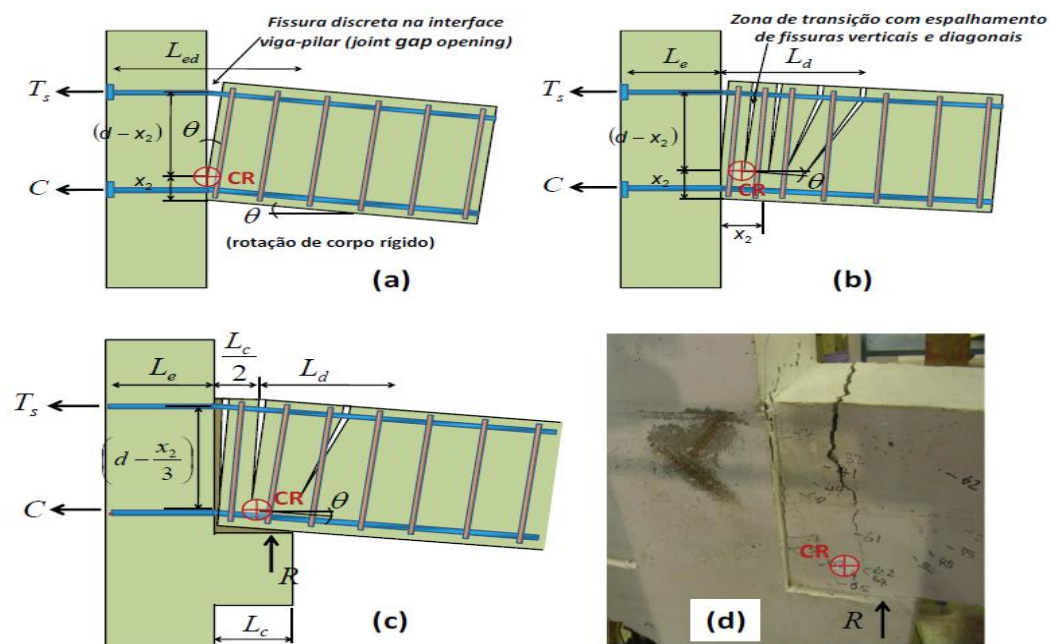 (a)
Fissura discreta na interface
viga-pilar (joint gap opening)
L_ed
T_s
(d – x_2)
θ
CR
C
x_2
θ
(rotação de corpo rígido)
(b)
Zona de transição com espalhamento
de fissuras verticais e diagonais
L_e
L_d
T_s
(d – x_2)
CR
θ
C
x_2
x_2
L_e
L_c/2
L_d
T_s
(d – x_2/3)
CR
θ
C
R
L_c
(c)
CR
R
(d)
62
61